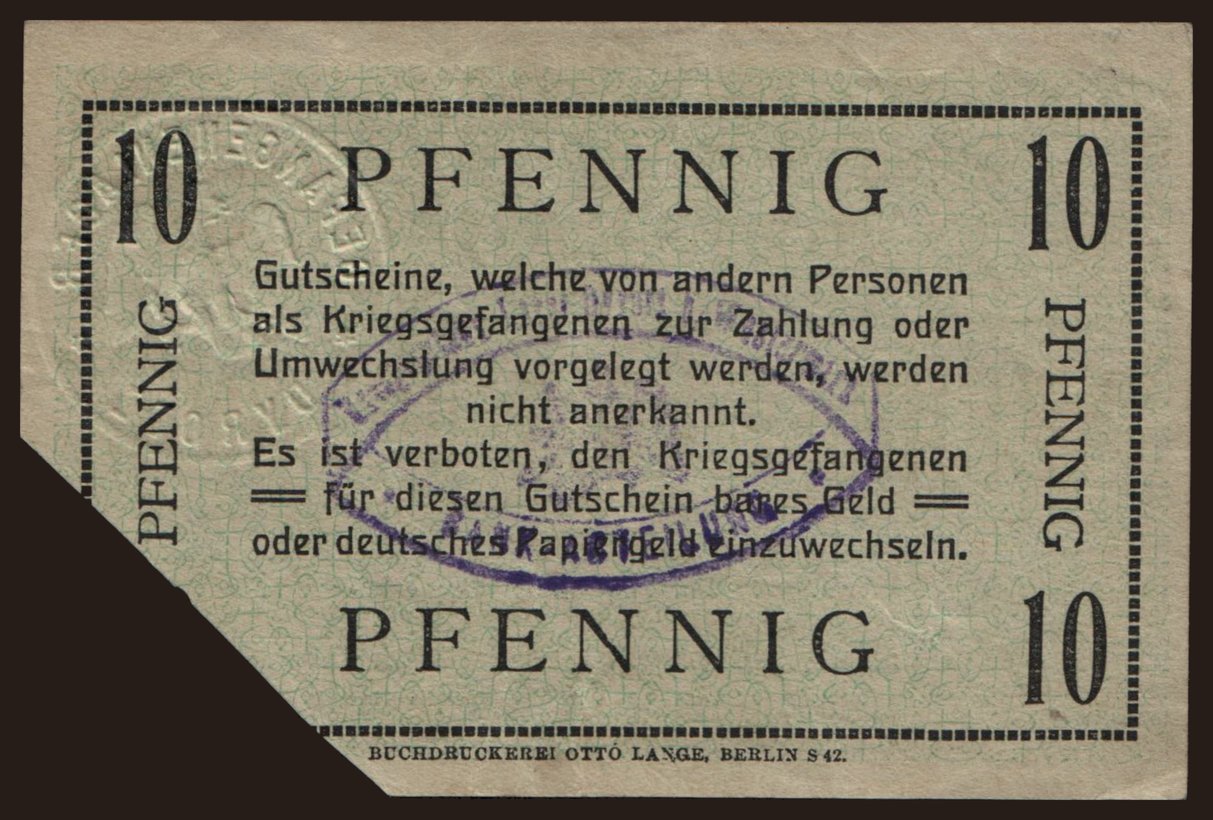 10 PFENNIG 10
Gutscheine, welche von andern Personen
als Kriegsgefangenen zur Zahlung oder
Umwechslung vorgelegt werden, werden
nicht anerkannt.
Es ist verboten, den Kriegsgefangenen
für diesen Gutschein bares Geld
oder deutsches Papiergeld einzuwechseln.
PFENNIG
PFENNIG
PFENNIG 10
BUCHDRUCKEREI OTTO LANGE, BERLIN S 42.
BANK-ABTEILUNG